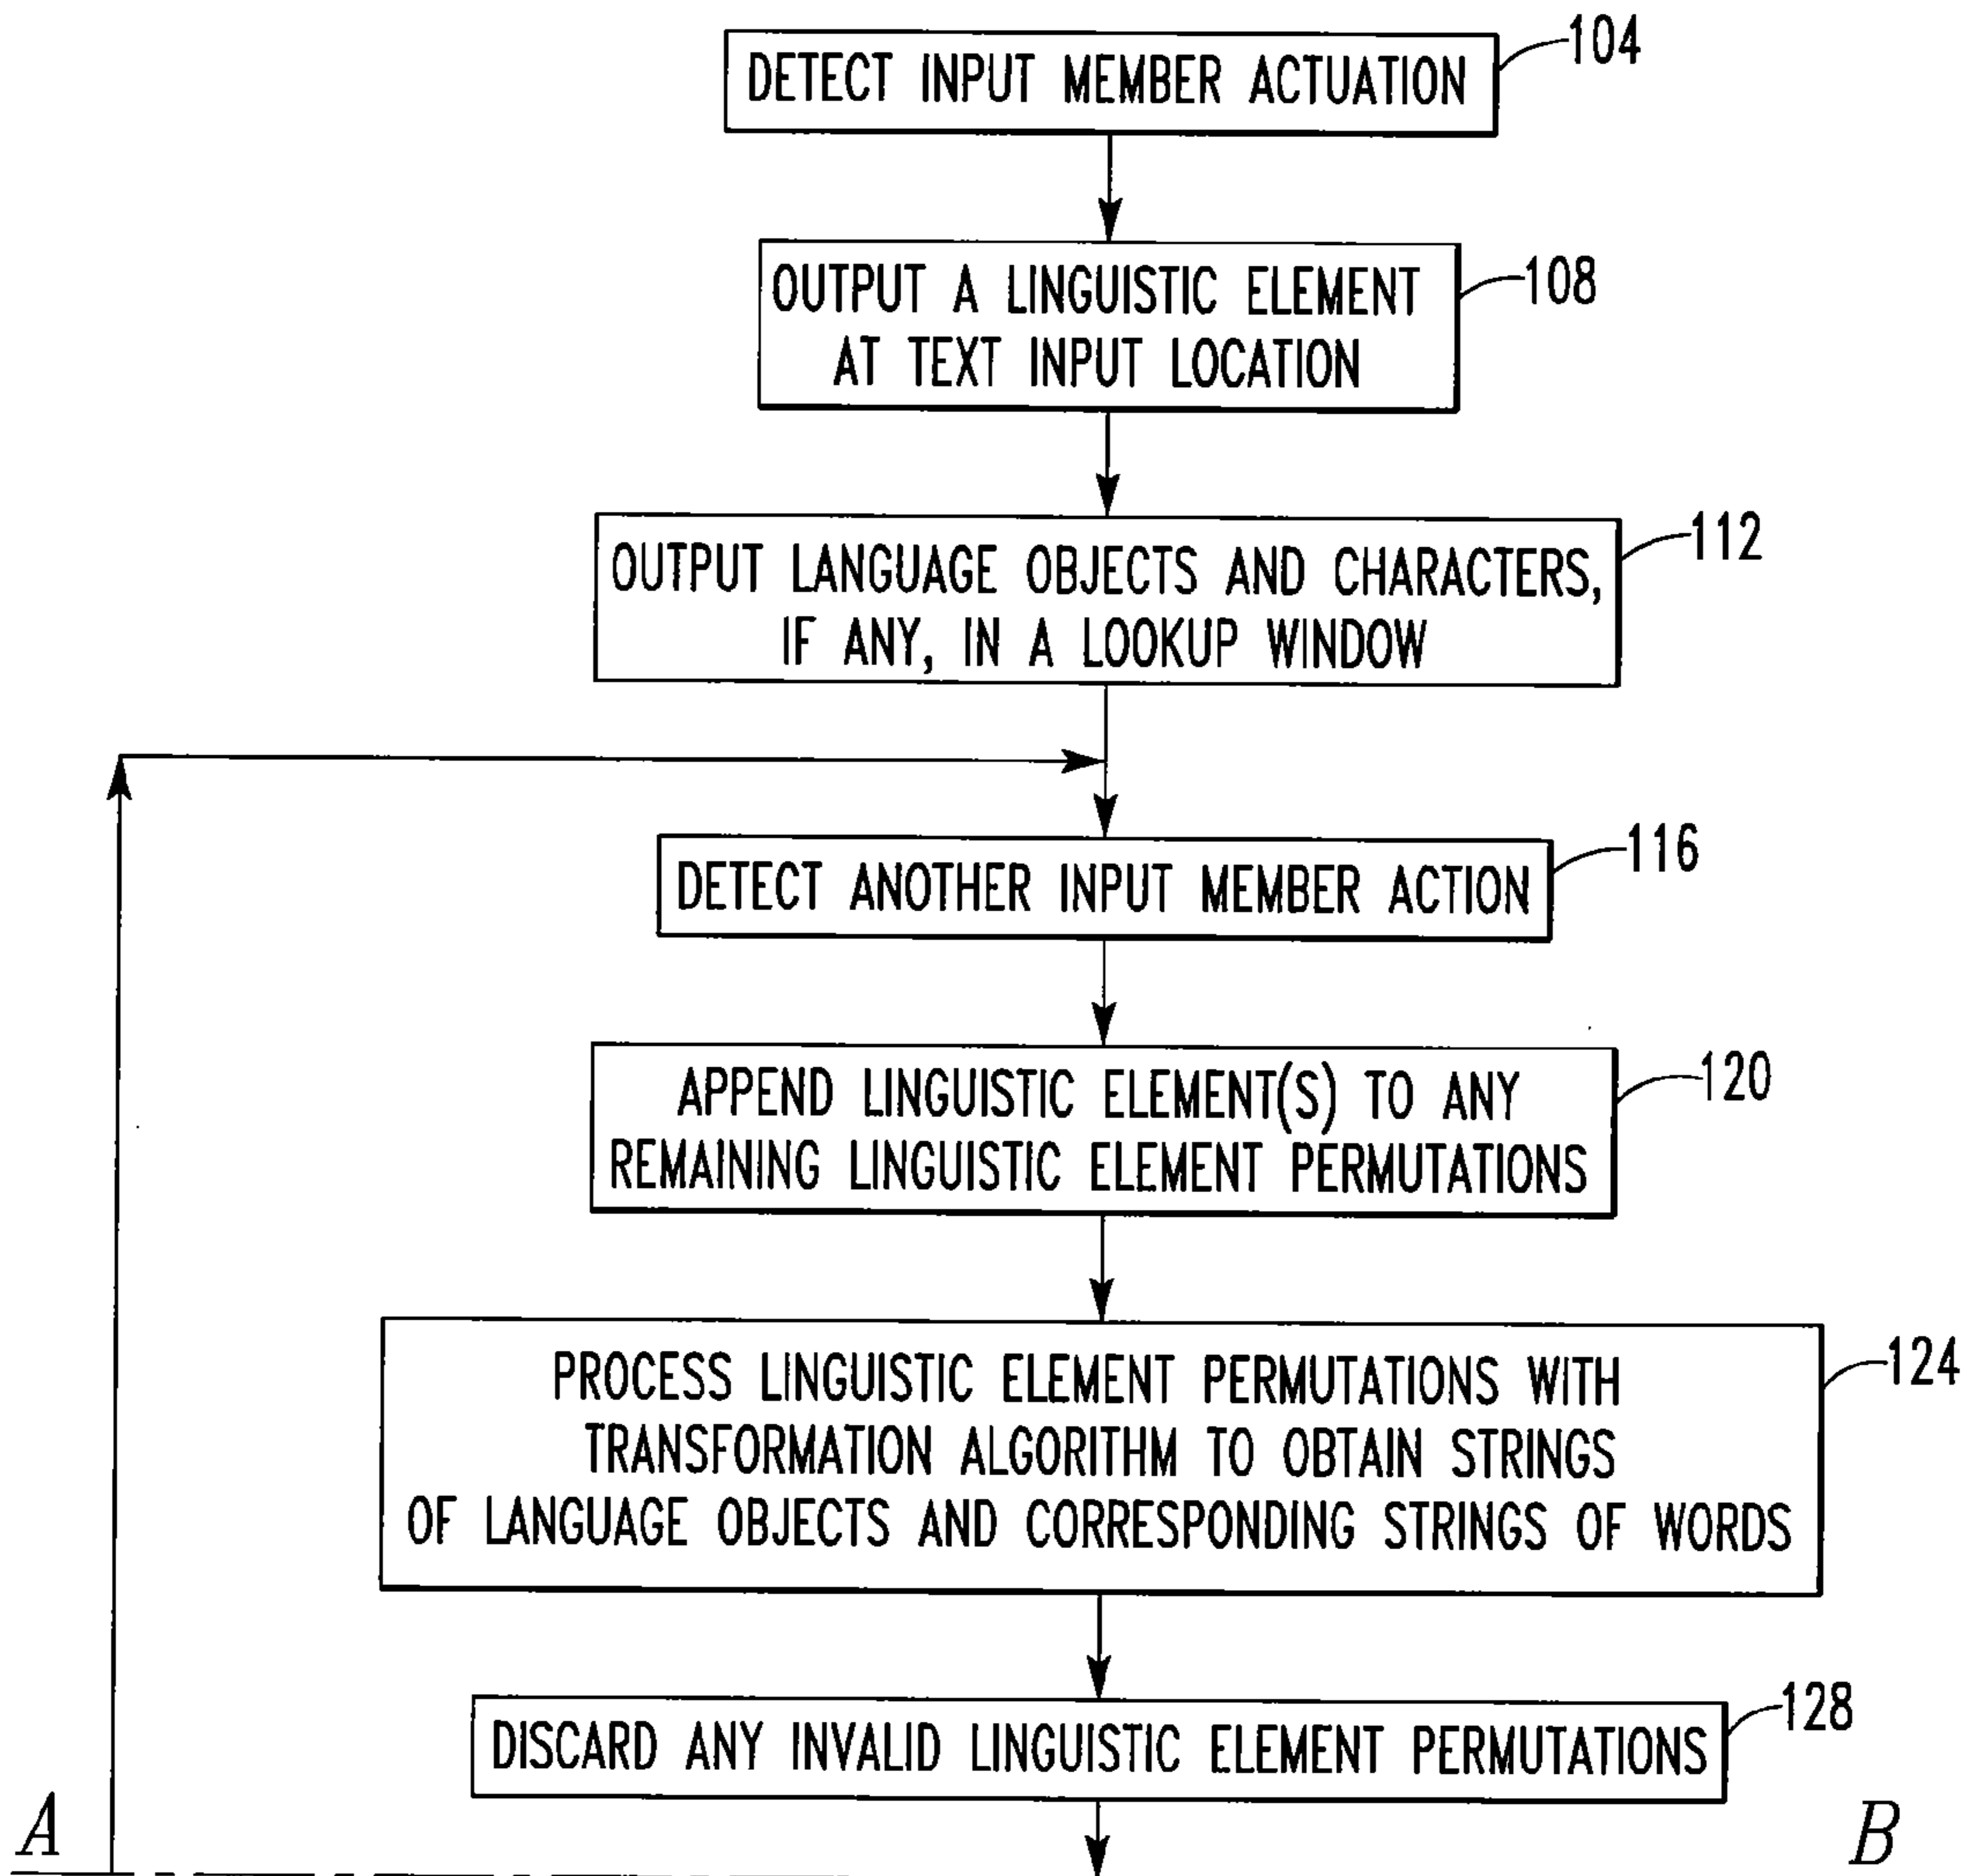 DETECT INPUT MEMBER ACTUATION
104
OUTPUT A LINGUISTIC ELEMENT
AT TEXT INPUT LOCATION
108
OUTPUT LANGUAGE OBJECTS AND CHARACTERS,
IF ANY, IN A LOOKUP WINDOW
112
DETECT ANOTHER INPUT MEMBER ACTION
116
APPEND LINGUISTIC ELEMENT(S) TO ANY
REMAINING LINGUISTIC ELEMENT PERMUTATIONS
120
PROCESS LINGUISTIC ELEMENT PERMUTATIONS WITH
TRANSFORMATION ALGORITHM TO OBTAIN STRINGS
OF LANGUAGE OBJECTS AND CORRESPONDING STRINGS OF WORDS
124
DISCARD ANY INVALID LINGUISTIC ELEMENT PERMUTATIONS
128
A
B